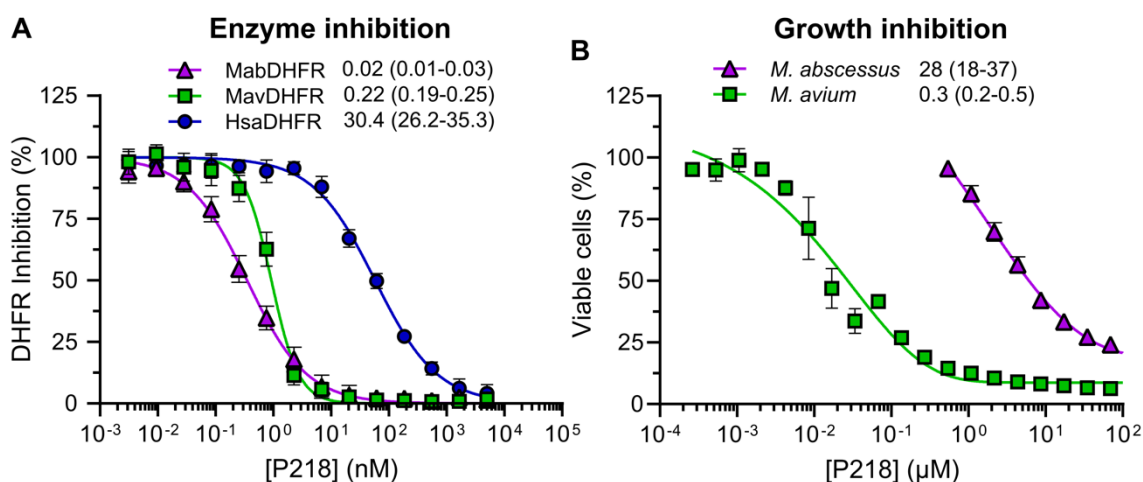 A
Enzyme inhibition
MabDHFR 0.02 (0.01-0.03)
MavDHFR 0.22 (0.19-0.25)
HsaDHFR 30.4 (26.2-35.3)
DHFR Inhibition (%)
125
100
75
50
25
0
10-3 10-2 10-1 100 101 102 103 104 105
[P218] (nM)
B
Growth inhibition
M. abscessus 28 (18-37)
M. avium 0.3 (0.2-0.5)
Viable cells (%)
125
100
75
50
25
0
10-4 10-3 10-2 10-1 100 101 102
[P218] (µM)